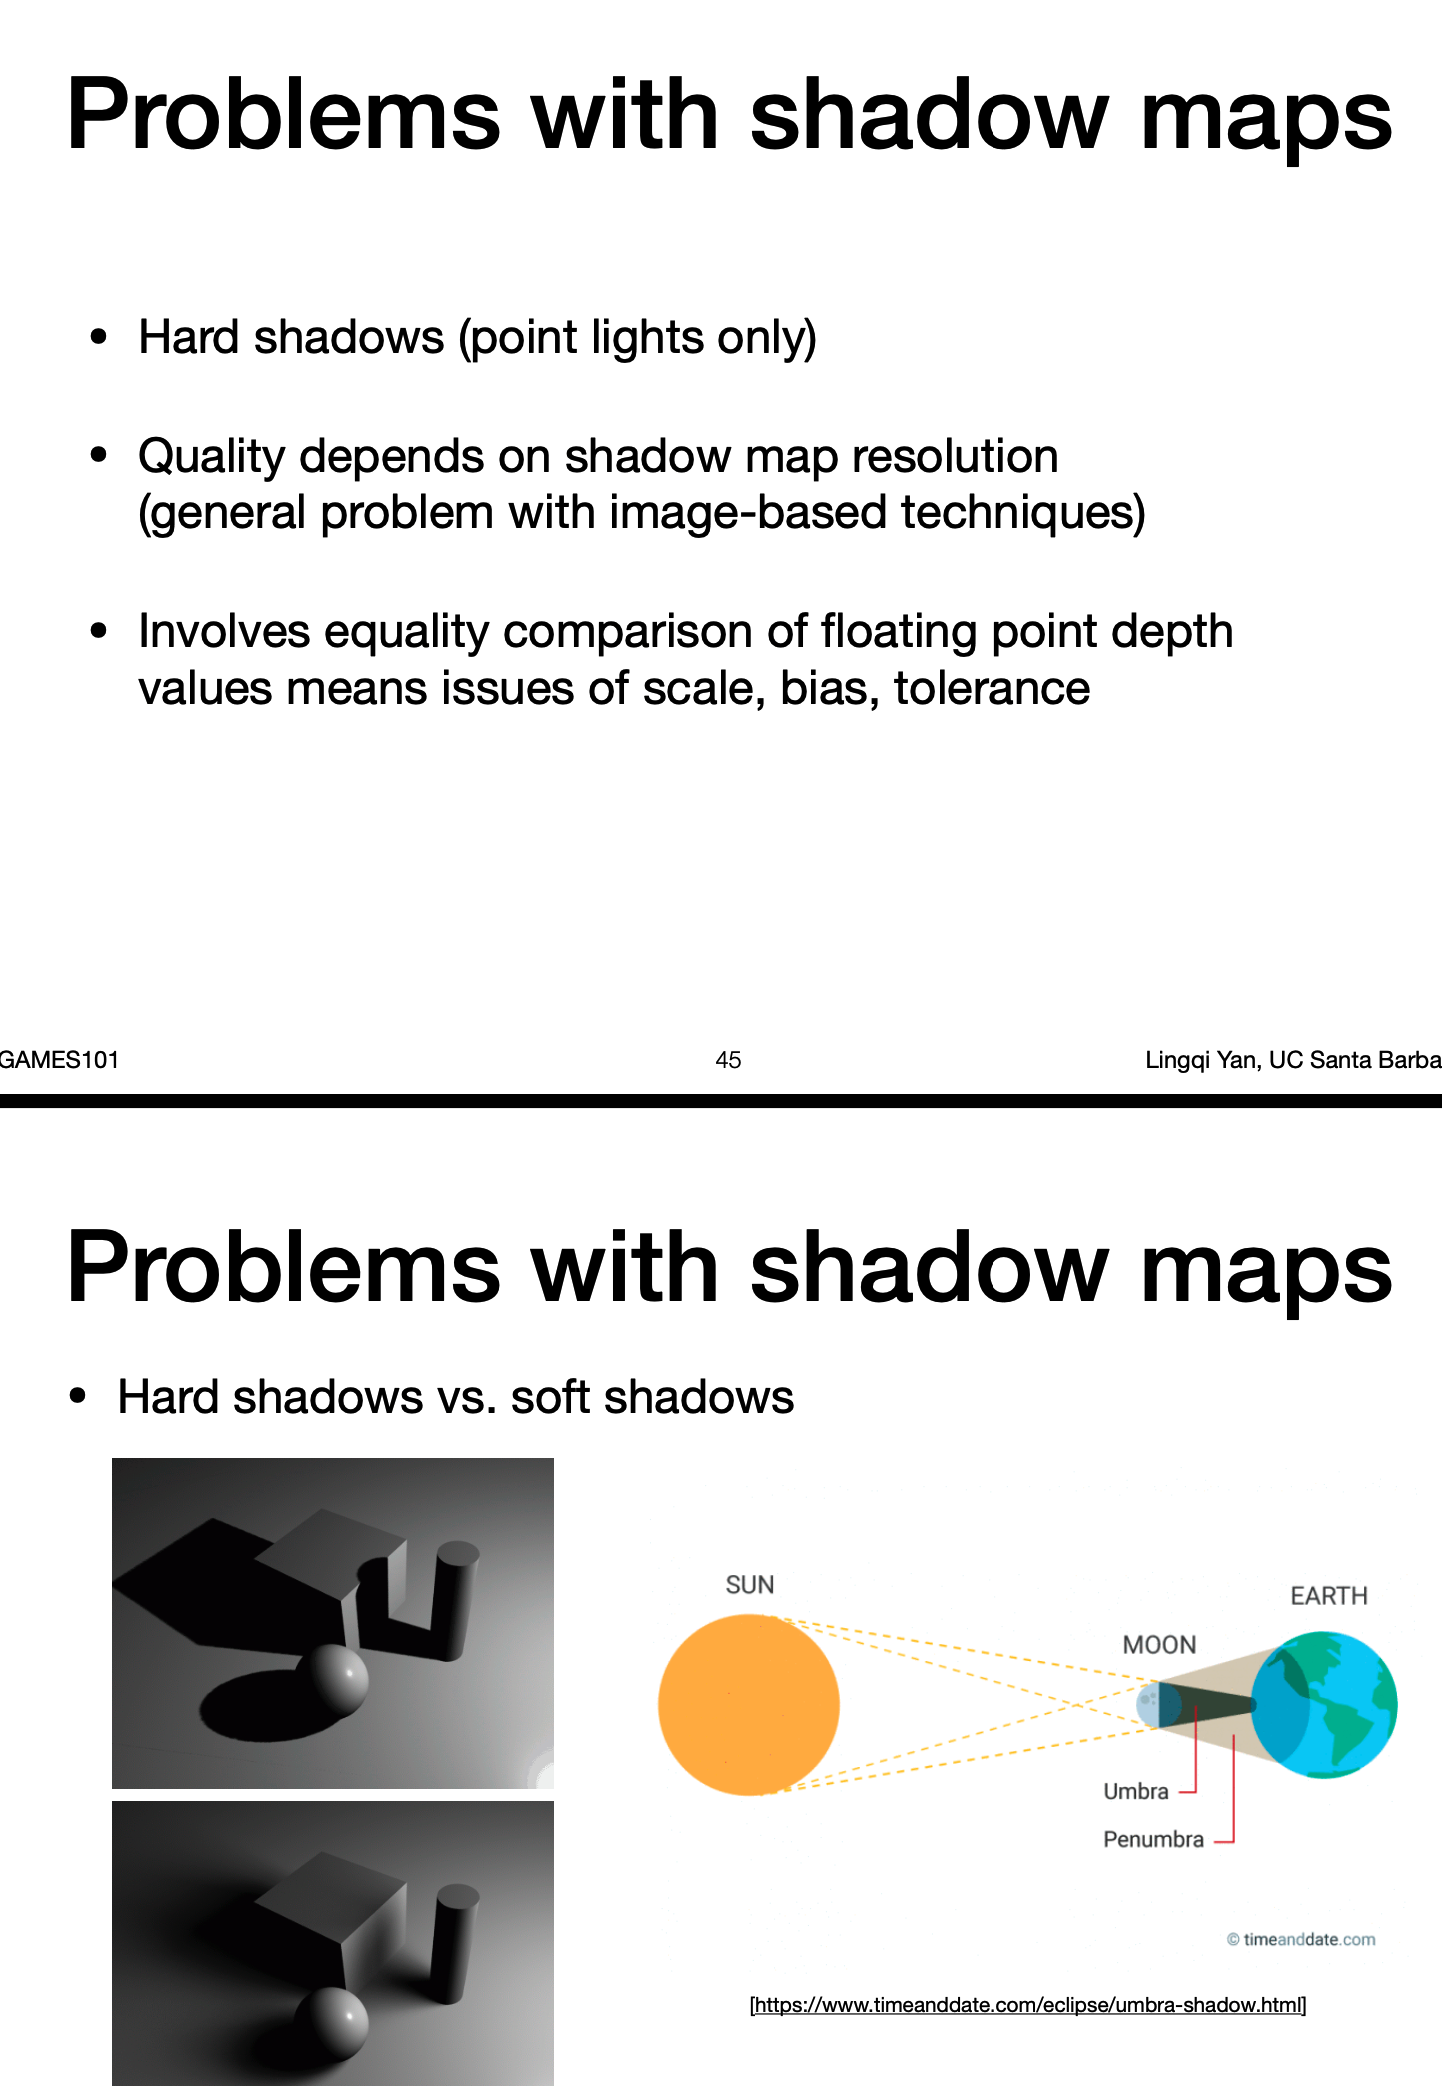 Problems with shadow maps
• Hard shadows (point lights only)
• Quality depends on shadow map resolution
(general problem with image-based techniques)
• Involves equality comparison of floating point depth
values means issues of scale, bias, tolerance
GAMES101
45
Lingqi Yan, UC Santa Barba
Problems with shadow maps
• Hard shadows vs. soft shadows
SUN
EARTH
MOON
Umbra
Penumbra
© timeanddate.com
[https://www.timeanddate.com/eclipse/umbra-shadow.html]